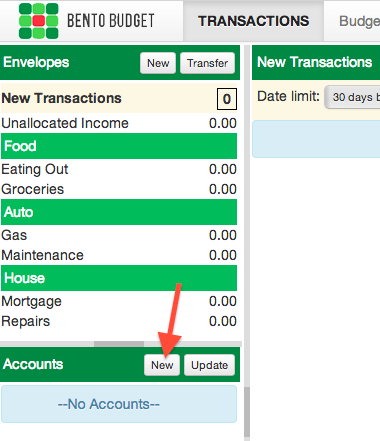 BENTO BUDGET TRANSACTIONS Budge
Envelopes New Transfer
New Transactions 0
Unallocated Income 0.00
Food
Eating Out 0.00
Groceries 0.00
Auto
Gas 0.00
Maintenance 0.00
House
Mortgage 0.00
Repairs 0.00
Accounts New Update
--No Accounts--
New Transactions
Date limit: 30 days b